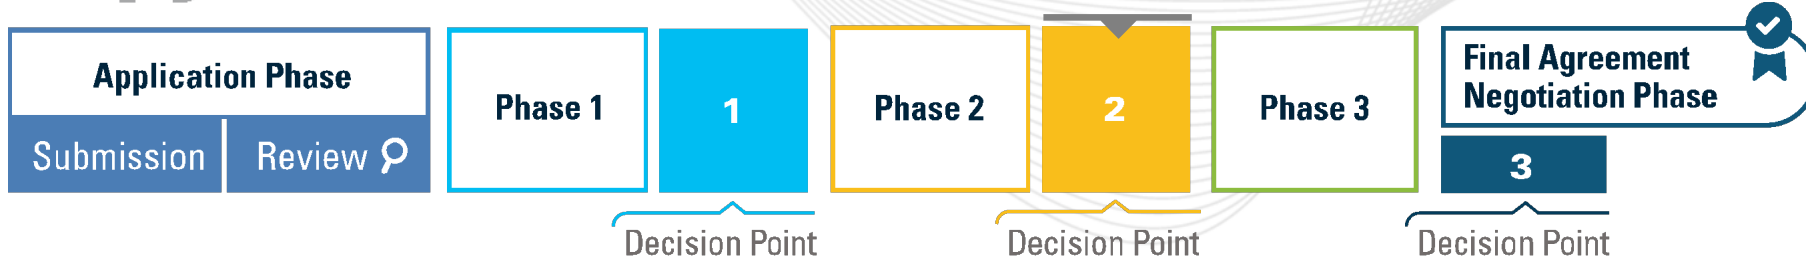 Application Phase
Submission
Review
Phase 1
1
Decision Point
Phase 2
2
Decision Point
Phase 3
Final Agreement
Negotiation Phase
3
Decision Point